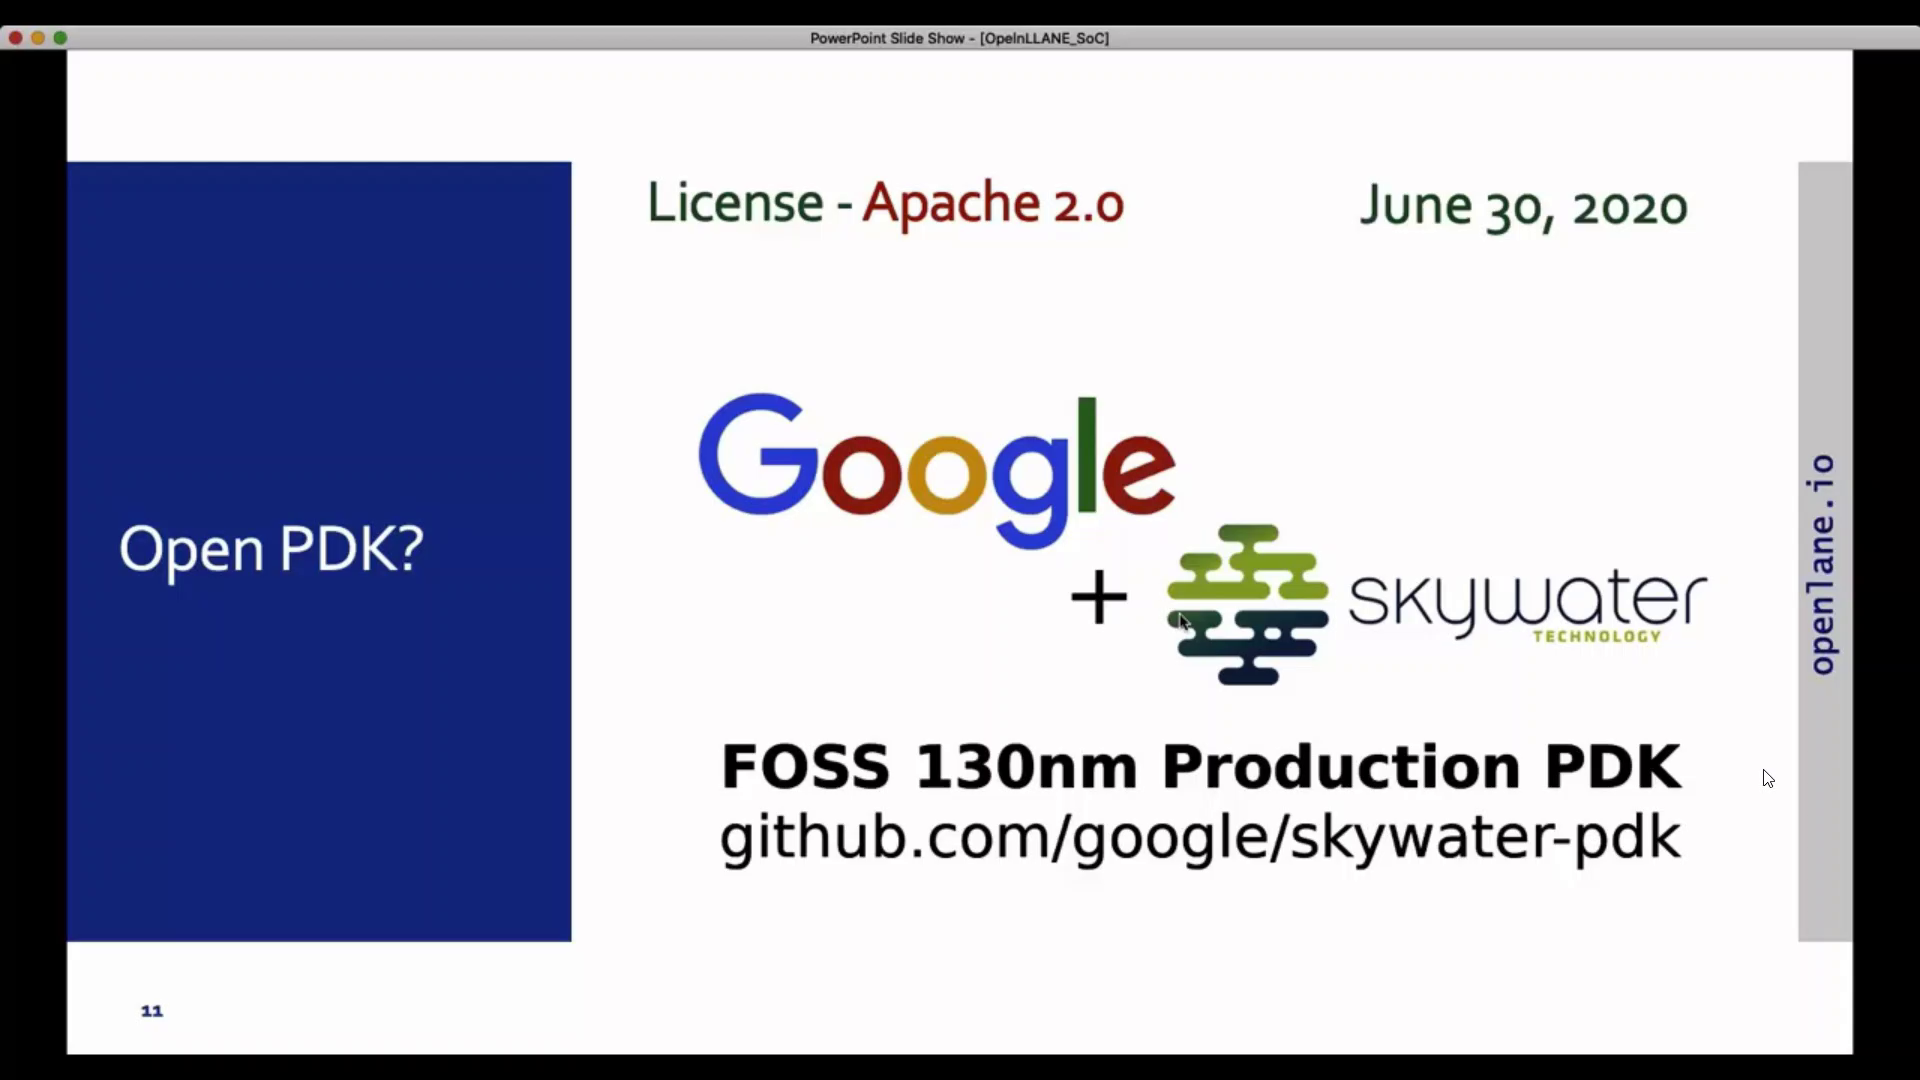 PowerPoint Slide Show - [OpeInLLANE_SoC]
License - Apache 2.0
June 30, 2020
Open PDK?
Google
+
skywater
TECHNOLOGY
FOSS 130nm Production PDK
github.com/google/skywater-pdk
openlane.io
11